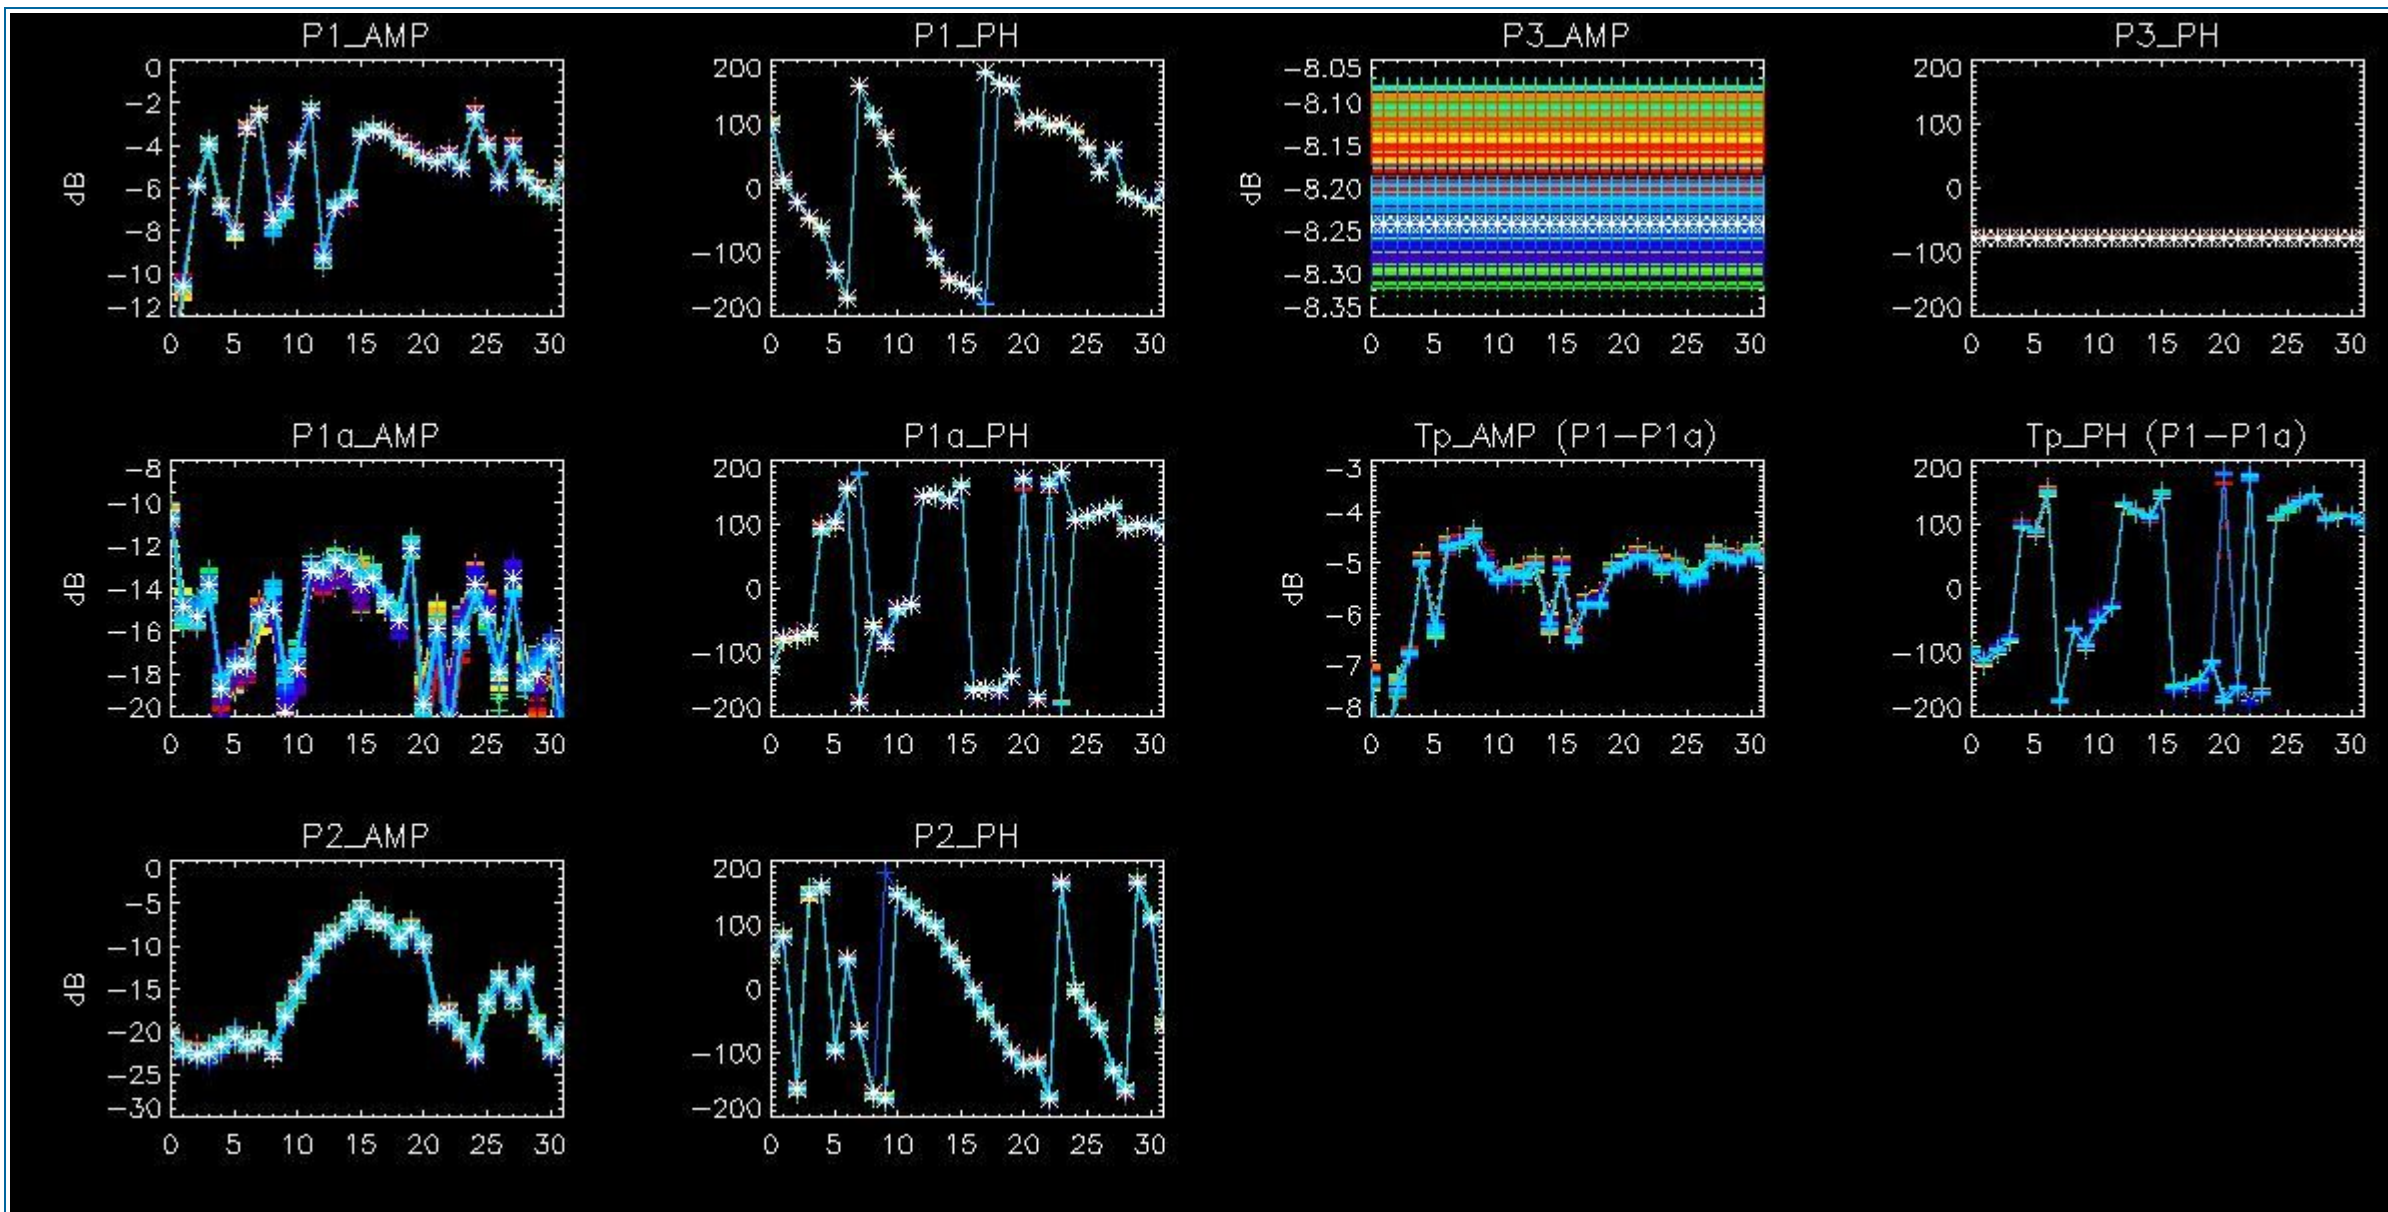 P1_AMP
0
−2
−4
−6
−8
−10
−12
dB
0 5 10 15 20 25 30
P1_PH
200
100
0
−100
−200
0 5 10 15 20 25 30
P3_AMP
−8.05
−8.10
−8.15
−8.20
−8.25
−8.30
−8.35
dB
0 5 10 15 20 25 30
P3_PH
200
100
0
−100
−200
0 5 10 15 20 25 30
P1a_AMP
−8
−10
−12
−14
−16
−18
−20
dB
0 5 10 15 20 25 30
P1a_PH
200
100
0
−100
−200
0 5 10 15 20 25 30
Tp_AMP (P1−P1a)
−3
−4
−5
−6
−7
−8
dB
0 5 10 15 20 25 30
Tp_PH (P1−P1a)
200
100
0
−100
−200
0 5 10 15 20 25 30
P2_AMP
0
−5
−10
−15
−20
−25
−30
dB
0 5 10 15 20 25 30
P2_PH
200
100
0
−100
−200
0 5 10 15 20 25 30